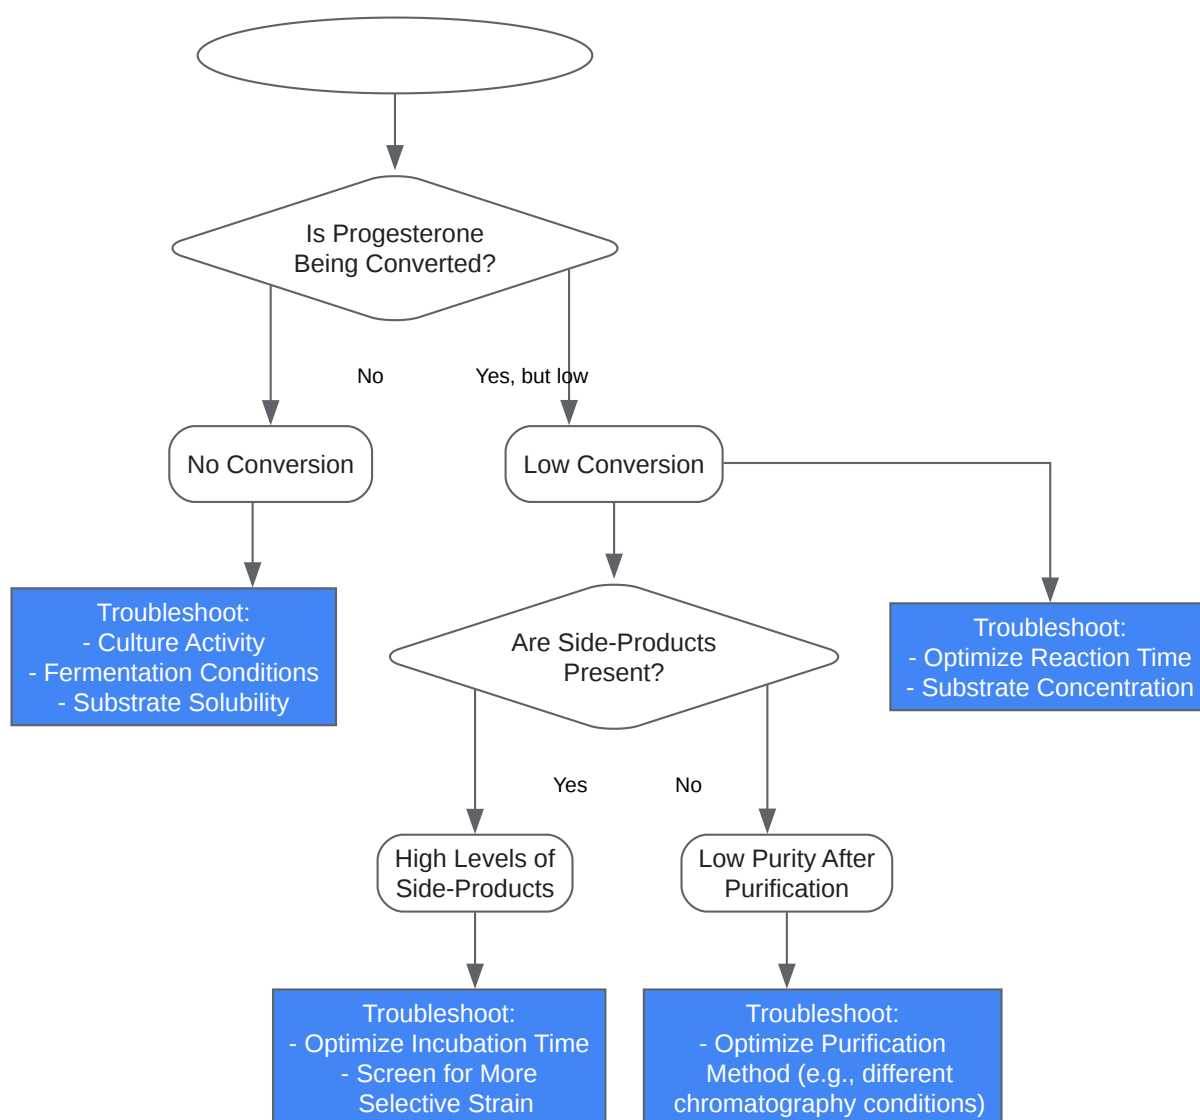 Is Progesterone
Being Converted?
No
Yes, but low
No Conversion
Low Conversion
Troubleshoot:
- Culture Activity
- Fermentation Conditions
- Substrate Solubility
Are Side-Products
Present?
Troubleshoot:
- Optimize Reaction Time
- Substrate Concentration
Yes
No
High Levels of
Side-Products
Low Purity After
Purification
Troubleshoot:
- Optimize Incubation Time
- Screen for More
Selective Strain
Troubleshoot:
- Optimize Purification
Method (e.g., different
chromatography conditions)